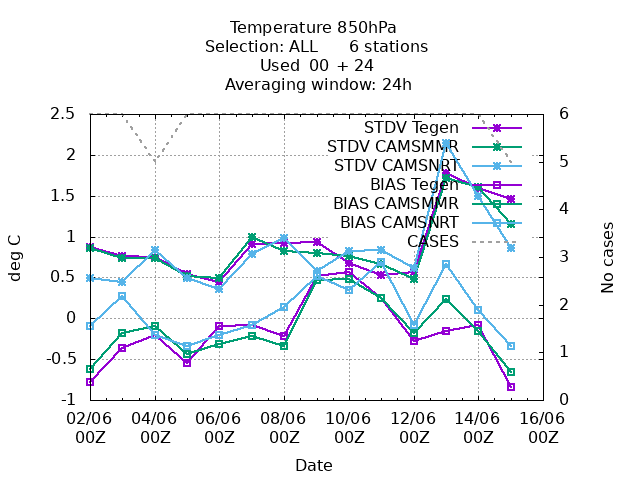 Temperature 850hPa
Selection: ALL 6 stations
Used 00 + 24
Averaging window: 24h
2.5
2
1.5
1
0.5
0
-0.5
-1
deg C
6
5
4
3
2
1
0
No cases
STDV Tegen
STDV CAMSMMR
STDV CAMSNRT
BIAS Tegen
BIAS CAMSMMR
BIAS CAMSNRT
CASES
02/06 04/06 06/06 08/06 10/06 12/06 14/06 16/06
00Z 00Z 00Z 00Z 00Z 00Z 00Z 00Z
Date